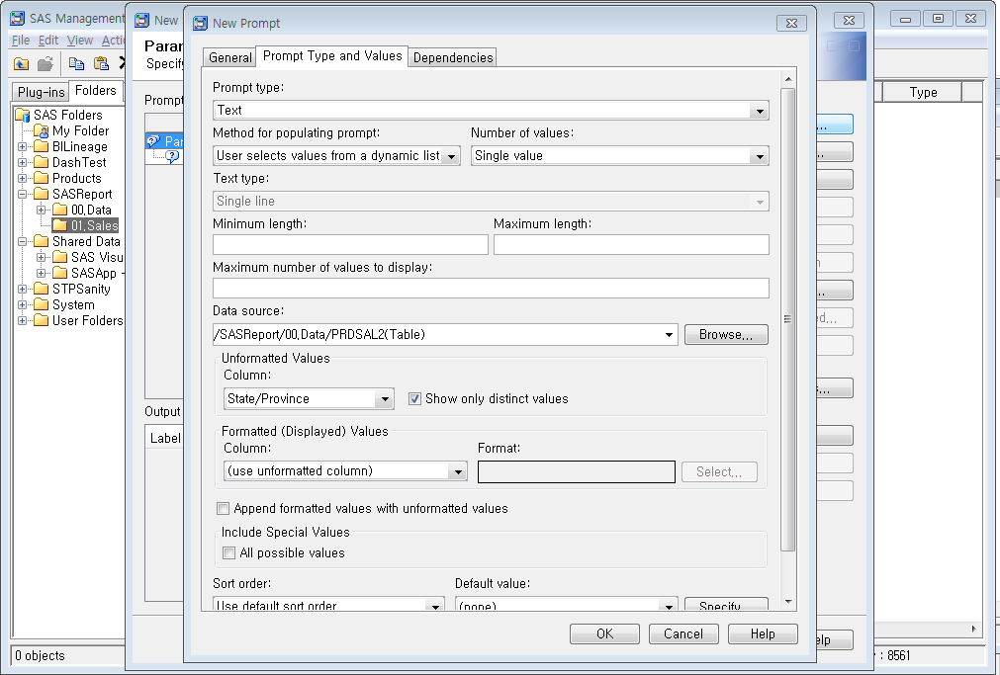 SAS Management
File Edit View Actio
Plug-ins Folders
SAS Folders
My Folder
BILineage
DashTest
Products
SASReport
00,Data
01,Sales
Shared Data
SAS Visu
SASApp -
STPSanity
System
User Folders
0 objects
New
Paran
Specify
Prompt
Par
Output
Label
New Prompt
General Prompt Type and Values Dependencies
Prompt type:
Text
Method for populating prompt: Number of values:
User selects values from a dynamic list Single value
Text type:
Single line
Minimum length: Maximum length:
Maximum number of values to display:
Data source:
/SASReport/00,Data/PRDSAL2(Table) Browse...
Unformatted Values
Column:
State/Province Show only distinct values
Formatted (Displayed) Values
Column: Format:
(use unformatted column) Select...
Append formatted values with unformatted values
Include Special Values
All possible values
Sort order: Default value:
Use default sort order (none) Specify...
OK Cancel Help
Type
...
...
n
...
ed...
s...
elp
: 8561